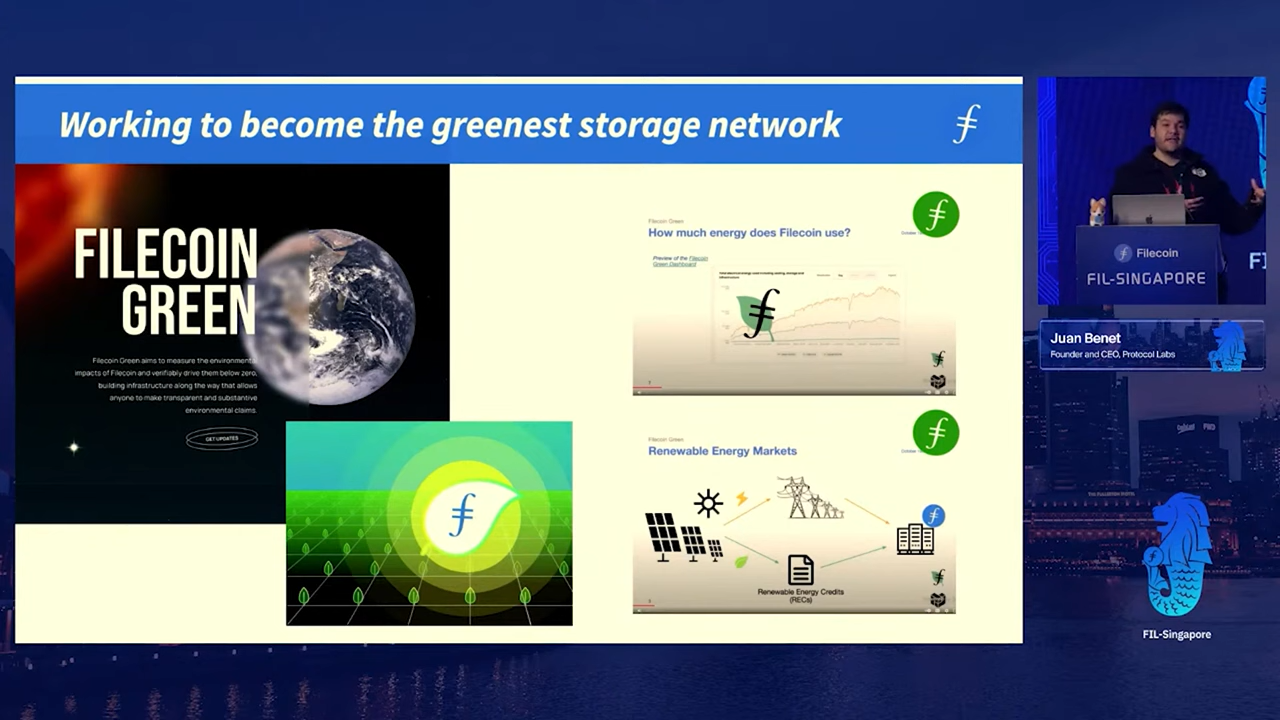 Working to become the greenest storage network
FILECOIN
GREEN
Filecoin Green aims to measure the environmental
impacts of Filecoin and verifiably drive them below zero,
building infrastructure along the way that allows
anyone to make transparent and substantive
environmental claims.
GET UPDATES
Filecoin Green
How much energy does Filecoin use?
October
Preview of the Filecoin
Green Dashboard
Filecoin Green
Renewable Energy Markets
October
Renewable Energy Credits
(RECs)
Filecoin
FIL-SINGAPORE
Juan Benet
Founder and CEO, Protocol Labs
FIL-Singapore